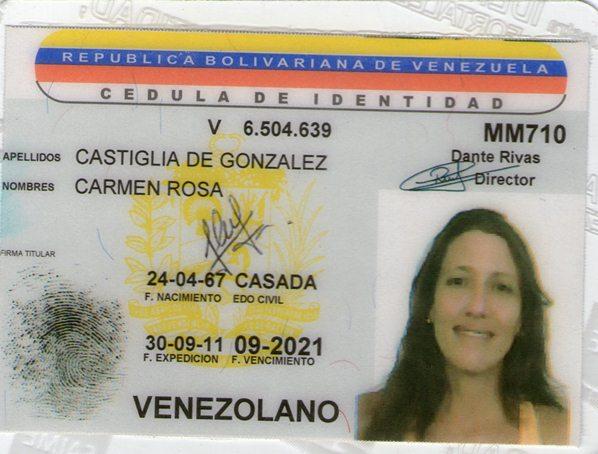 REPUBLICA BOLIVARIANA DE VENEZUELA
CEDULA DE IDENTIDAD
V 6.504.639 MM710
APELLIDOS CASTIGLIA DE GONZALEZ Dante Rivas
NOMBRES CARMEN ROSA Director
FIRMA TITULAR
24-04-67 CASADA
F. NACIMIENTO EDO CIVIL
30-09-11 09-2021
F. EXPEDICION F. VENCIMIENTO
VENEZOLANO